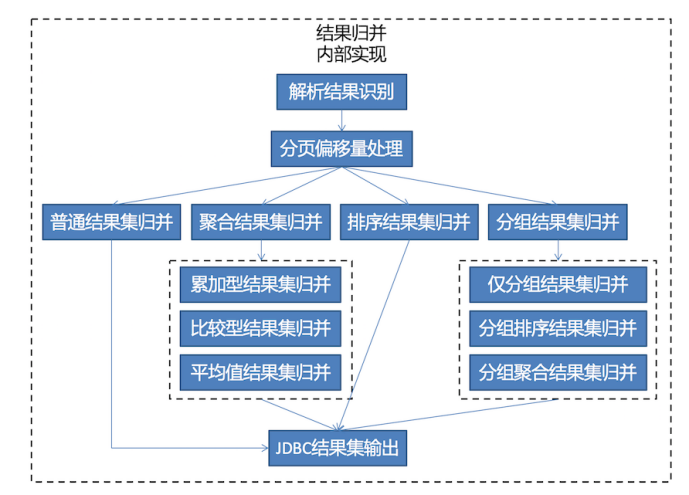 结果归并
内部实现
解析结果识别
分页偏移量处理
普通结果集归并
聚合结果集归并
排序结果集归并
分组结果集归并
累加型结果集归并
比较型结果集归并
平均值结果集归并
仅分组结果集归并
分组排序结果集归并
分组聚合结果集归并
JDBC结果集输出